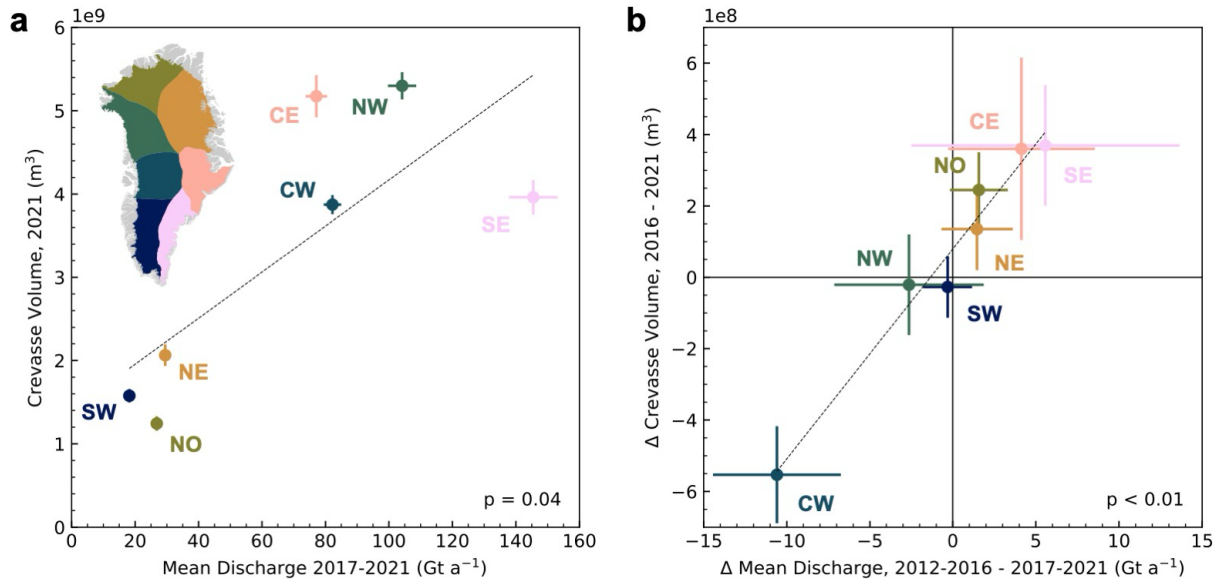 a
1e9
6
5
4
3
2
1
0
Crevasse Volume, 2021 (m³)
CE
NW
CW
SE
NE
SW
NO
p = 0.04
0 20 40 60 80 100 120 140 160
Mean Discharge 2017-2021 (Gt a⁻¹)
b
1e8
6
4
2
0
−2
−4
−6
Δ Crevasse Volume, 2016 - 2021 (m³)
CE
NO
SE
NE
NW
SW
CW
p < 0.01
−15 −10 −5 0 5 10 15
Δ Mean Discharge, 2012-2016 - 2017-2021 (Gt a⁻¹)